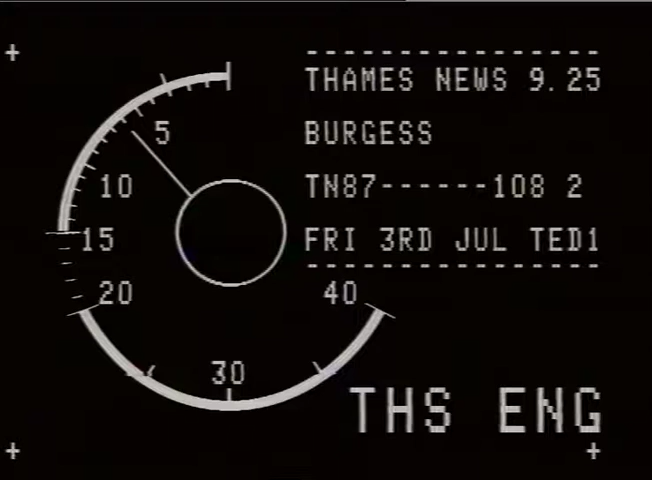 ----------------
THAMES NEWS 9.25
BURGESS
TN87------108 2
FRI 3RD JUL TED1
----------------
5
10
15
20
30
40
THS ENG